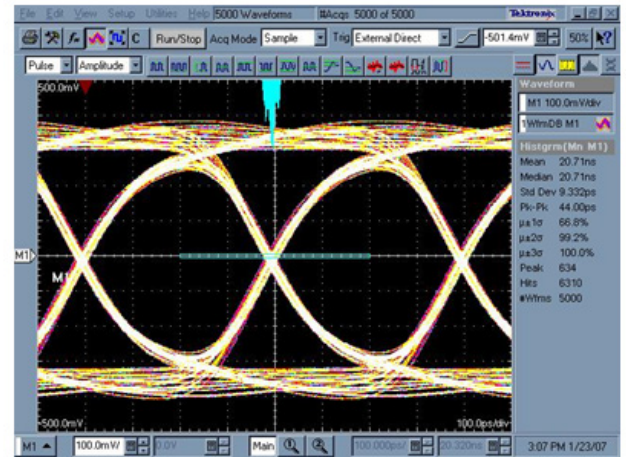 File Edit View Setup Utilities Help 5000 Waveforms #Acqs 5000 of 5000 Tektronix
C Run/Stop Acq Mode Sample Trig External Direct -501.4mV 50%
Pulse Amplitude
500.0mV
M1
M1
-500.0mV 100.0ps/div
Waveform
M1 100.0mV/div
1 WfmDB M1
Histgrm(Mn M1)
Mean 20.71ns
Median 20.71ns
Std Dev 9.332ps
Pk-Pk 44.00ps
µ±1σ 66.8%
µ±2σ 99.2%
µ±3σ 100.0%
Peak 634
Hits 6310
#Wfms 5000
M1 100.0mV/ 0.0V Main 1 2 100.000ps/ 20.320ns 3:07 PM 1/23/07